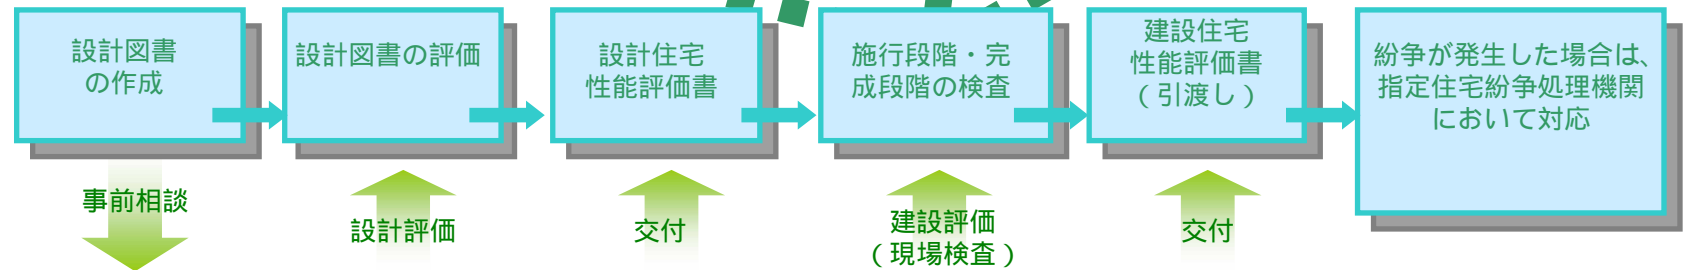 設計図書
の作成
設計図書の評価
設計住宅
性能評価書
施行段階・完
成段階の検査
建設住宅
性能評価書
（引渡し）
紛争が発生した場合は、
指定住宅紛争処理機関
において対応
事前相談
設計評価
交付
建設評価
（現場検査）
交付